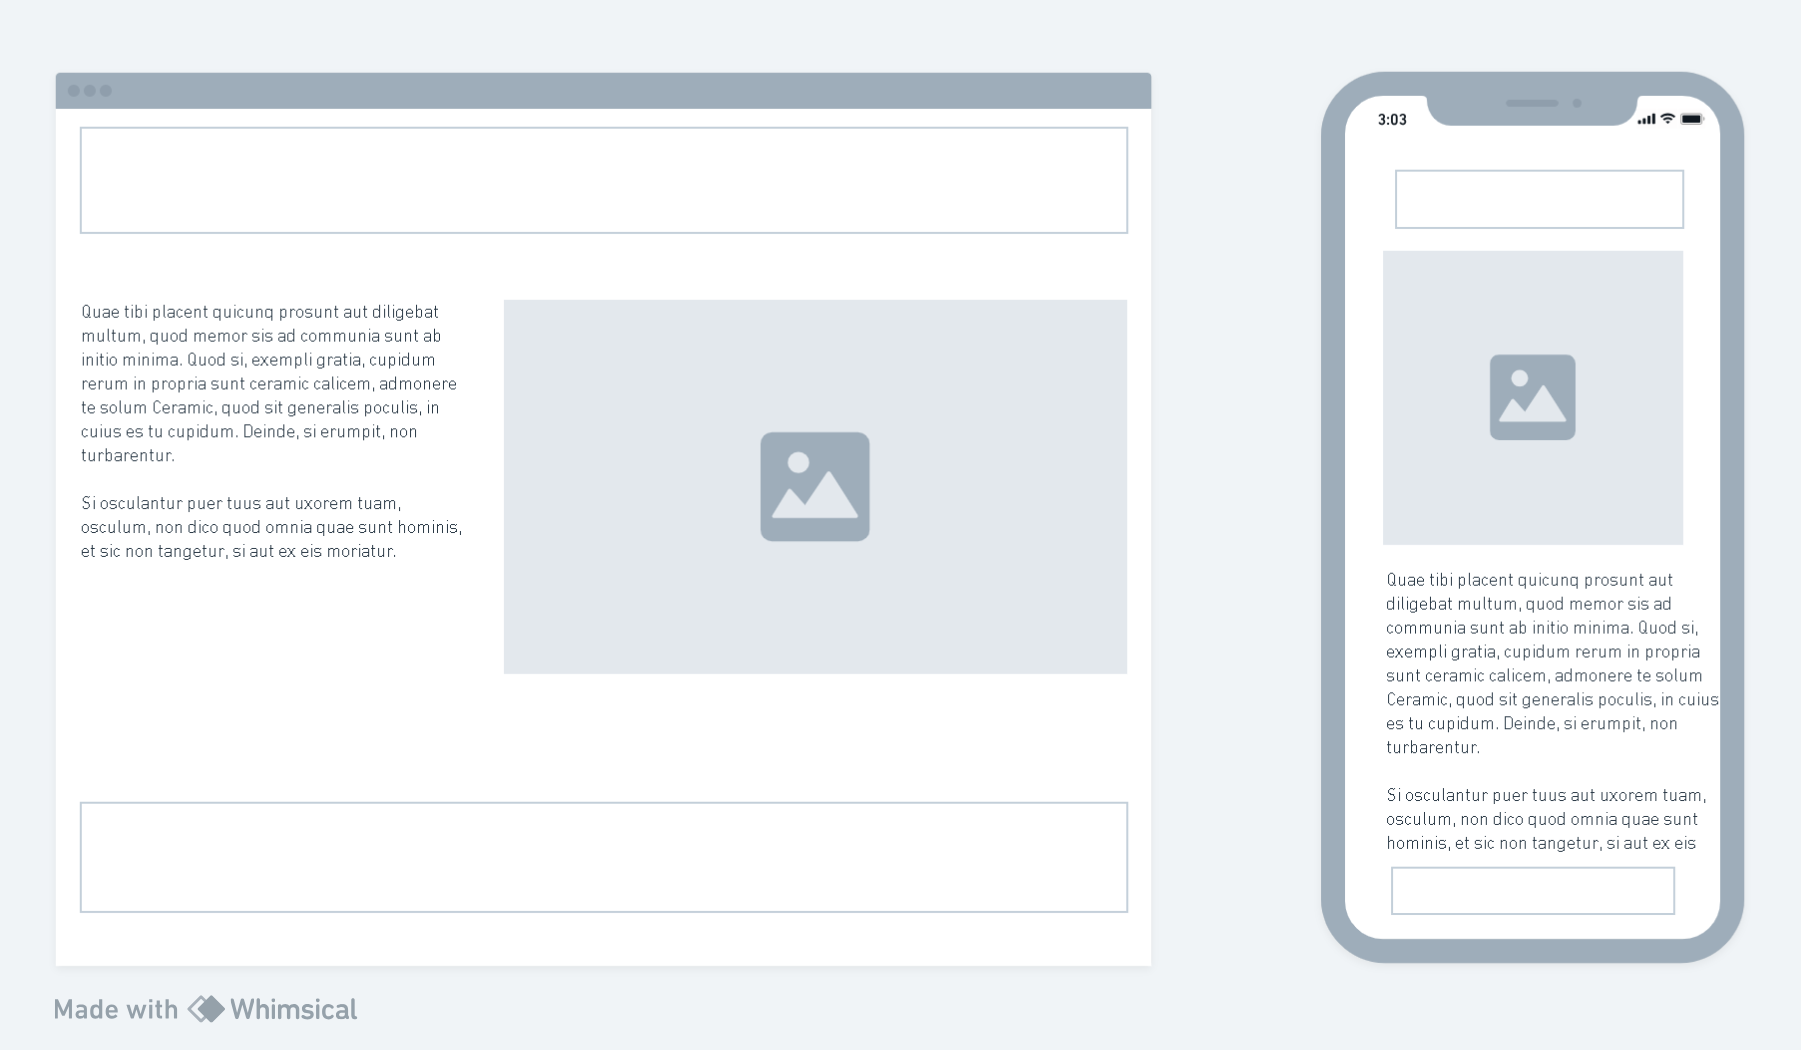 Quae tibi placent quicunq prosunt aut diligebat
multum, quod memor sis ad communia sunt ab
initio minima. Quod si, exempli gratia, cupidum
rerum in propria sunt ceramic calicem, admonere
te solum Ceramic, quod sit generalis poculis, in
cuius es tu cupidum. Deinde, si erumpit, non
turbarentur.
Si osculantur puer tuus aut uxorem tuam,
osculum, non dico quod omnia quae sunt hominis,
et sic non tangetur, si aut ex eis moriatur.
3:03
Quae tibi placent quicunq prosunt aut
diligebat multum, quod memor sis ad
communia sunt ab initio minima. Quod si,
exempli gratia, cupidum rerum in propria
sunt ceramic calicem, admonere te solum
Ceramic, quod sit generalis poculis, in cuius
es tu cupidum. Deinde, si erumpit, non
turbarentur.
Si osculantur puer tuus aut uxorem tuam,
osculum, non dico quod omnia quae sunt
hominis, et sic non tangetur, si aut ex eis
Made with Whimsical